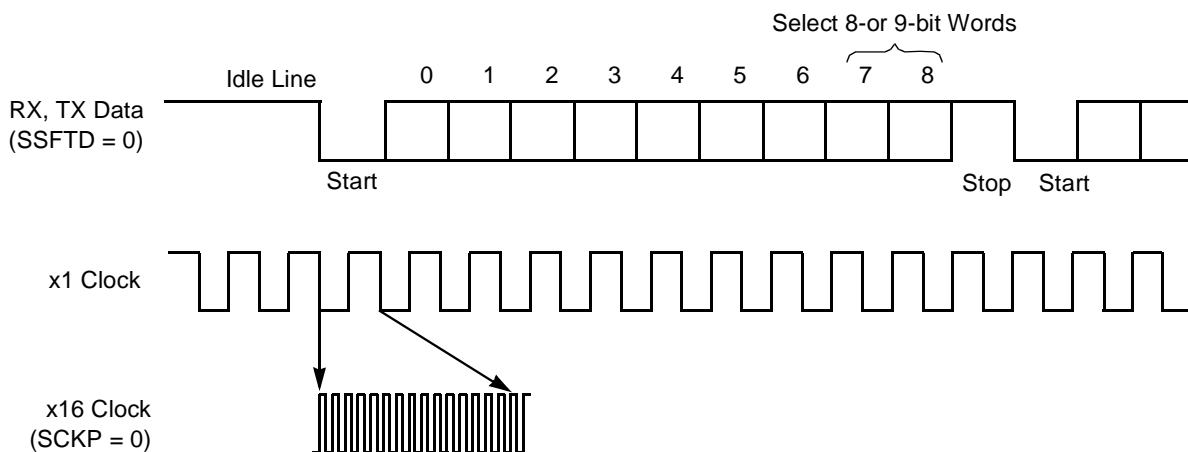 Select 8-or 9-bit Words
Idle Line 0 1 2 3 4 5 6 7 8
RX, TX Data
(SSFTD = 0)
Start Stop Start
x1 Clock
x16 Clock
(SCKP = 0)